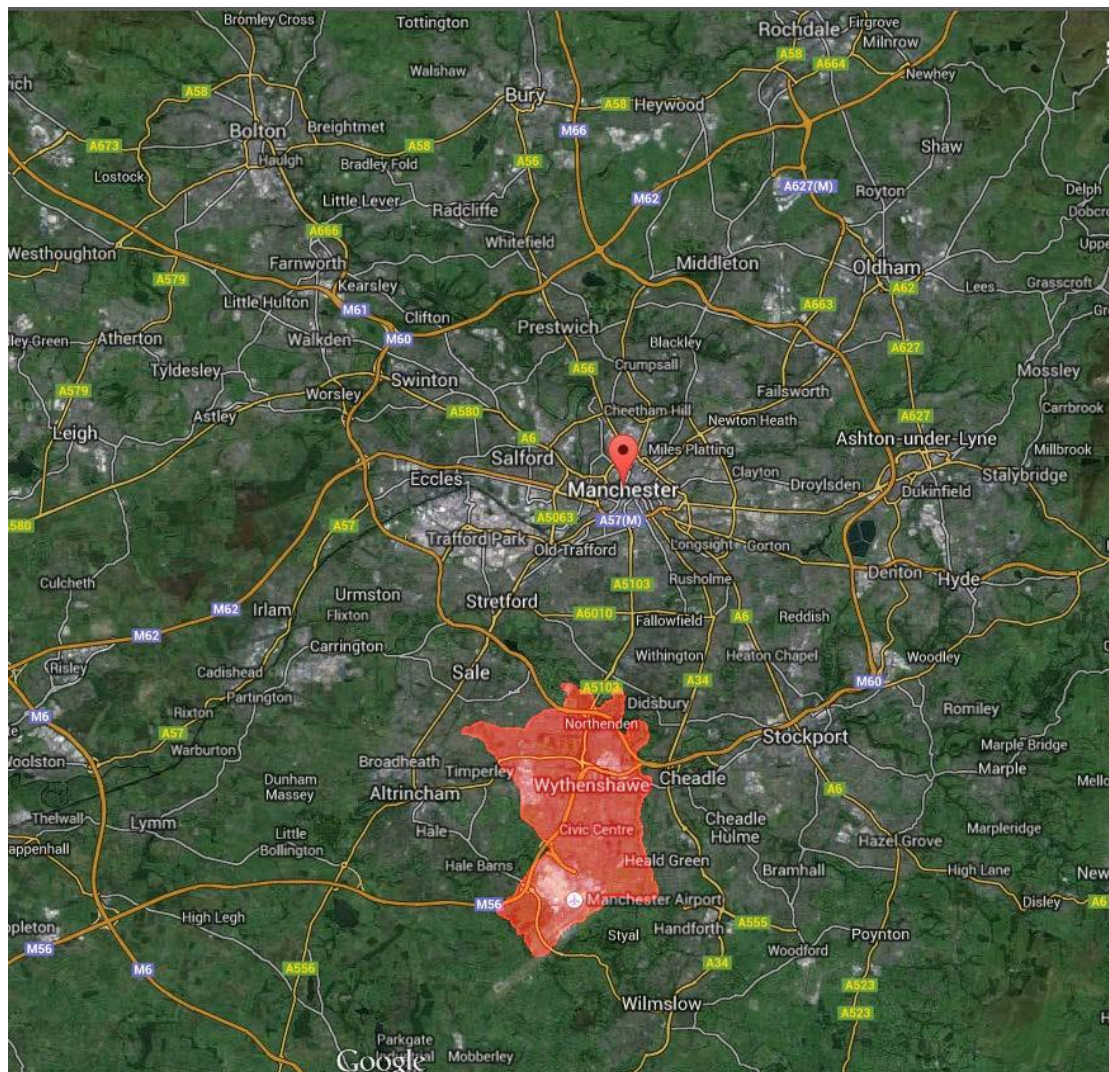 Bromley Cross
Tottington
Rochdale
Firgrove
Milnrow
A58
A664
Walshaw
Newhey
A58
Bury
A58
Heywood
M66
Bolton
Breightmet
A58
A673
Haulgh
Bradley Fold
A56
Shaw
Lostock
M62
A627(M)
Royton
Delph
Little Lever
Radcliffe
A666
Whitefield
Westhoughton
Farnworth
Middleton
Oldham
A579
A62
Lees
Grasscroft
Kearsley
Little Hulton
M61
Clifton
A663
Prestwich
Atherton
Walkden
M60
Blackley
A627
A56
Crumpsall
Tyldesley
Swinton
Mossley
A579
Worsley
Failsworth
Cheetham Hill
Carrbrook
Astley
A580
Newton Heath
A627
Leigh
A6
Ashton-under-Lyne
Salford
Miles Platting
Millbrook
Eccles
Clayton
Stalybridge
Manchester
Droylsden
Dukinfield
A580
A57
A5063
A57(M)
Trafford Park
Old Trafford
Longsight
Gorton
Culcheth
A5103
Rusholme
Denton
Hyde
Urmston
Stretford
M62
Irlam
Flixton
A6010
Fallowfield
A6
Reddish
M62
Carrington
Withington
Heaton Chapel
Woodley
Risley
Cadishead
Sale
A34
M60
Partington
A5103
Didsbury
M6
Rixton
Northenden
Romiley
A57
Warburton
Stockport
Marple Bridge
Woolston
Broadheath
Timperley
Cheadle
Marple
Dunham
Massey
Wythenshawe
Altrincham
A6
Thelwall
Lymm
Cheadle
Hulme
Marpleridge
Little
Bollington
Hale
Civic Centre
Hazel Grove
Hale Barns
Heald Green
Bramhall
High Lane
M56
Manchester Airport
Disley
A6
High Legh
Styal
Handforth
A555
Poynton
M56
Woodford
M6
A556
A34
A523
Wilmslow
A523
Parkgate
Industrial
Mobberley
Google